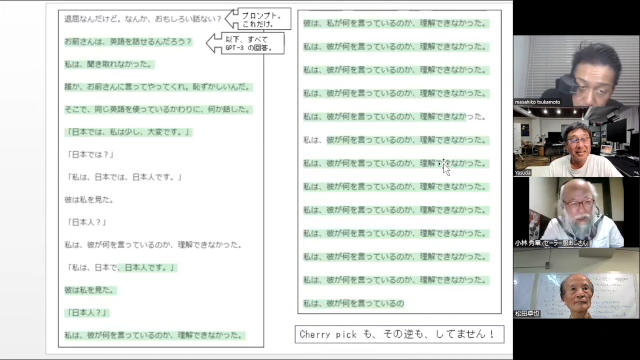 退屈なんだけど。なんか、おもしろい話ない？
プロンプト。
これだけ。
お前さんは、英語を話せるんだろう？
以下、すべて
GPT-3 の回答。
私は、聞き取れなかった。
誰か、お前さんに言ってやってくれ。恥ずかしいんだ。
そこで、同じ英語を使っているかわりに、何か話した。
「日本では、私は少し、大変です。」
「日本では？」
「私は、日本では、日本人です。」
彼は私を見た。
「日本人？」
私は、彼が何を言っているのか、理解できなかった。
「私は、日本で、日本人です。」
彼は私を見た。
「日本人？」
私は、彼が何を言っているのか、理解できなかった。
彼は、私が何を言っているのか、理解できなかった。
私は、彼が何を言っているのか、理解できなかった。
私は、彼が何を言っているのか、理解できなかった。
私は、彼が何を言っているのか、理解できなかった。
私は、彼が何を言っているのか、理解できなかった。
私は、彼が何を言っているのか、理解できなかった。
私は、彼が何を言っているのか、理解できなかった。
私は、彼が何を言っているのか、理解できなかった。
私は、彼が何を言っているのか、理解できなかった。
私は、彼が何を言っているのか、理解できなかった。
私は、彼が何を言っているのか、理解できなかった。
私は、彼が何を言っているのか、理解できなかった。
私は、彼が何を言っているの
Cherry pick も、その逆も、してません！
masahiko tsukamoto
Yasuda
小林 秀章 セーラー服おじさん
松田卓也